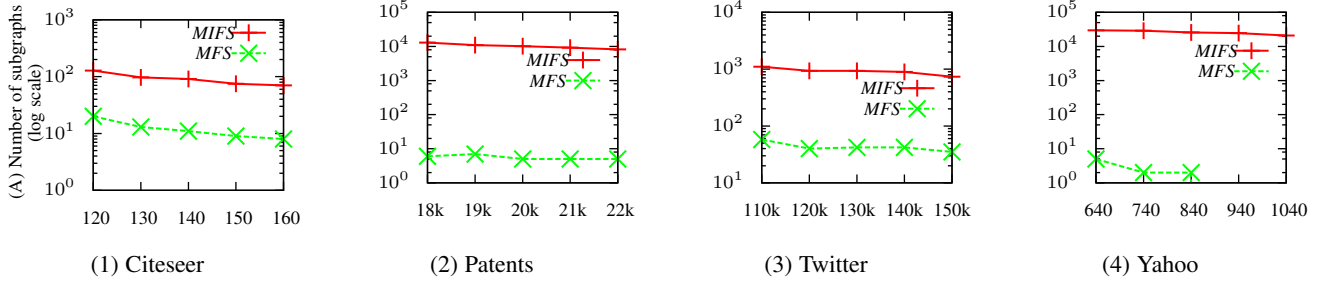 (A) Number of subgraphs
(log scale)
10^3
10^2
10^1
10^0
MIFS
MFS
120 130 140 150 160
(1) Citeseer
10^5
10^4
10^3
10^2
10^1
10^0
MIFS
MFS
18k 19k 20k 21k 22k
(2) Patents
10^4
10^3
10^2
10^1
MIFS
MFS
110k 120k 130k 140k 150k
(3) Twitter
10^5
10^4
10^3
10^2
10^1
10^0
MIFS
MFS
640 740 840 940 1040
(4) Yahoo